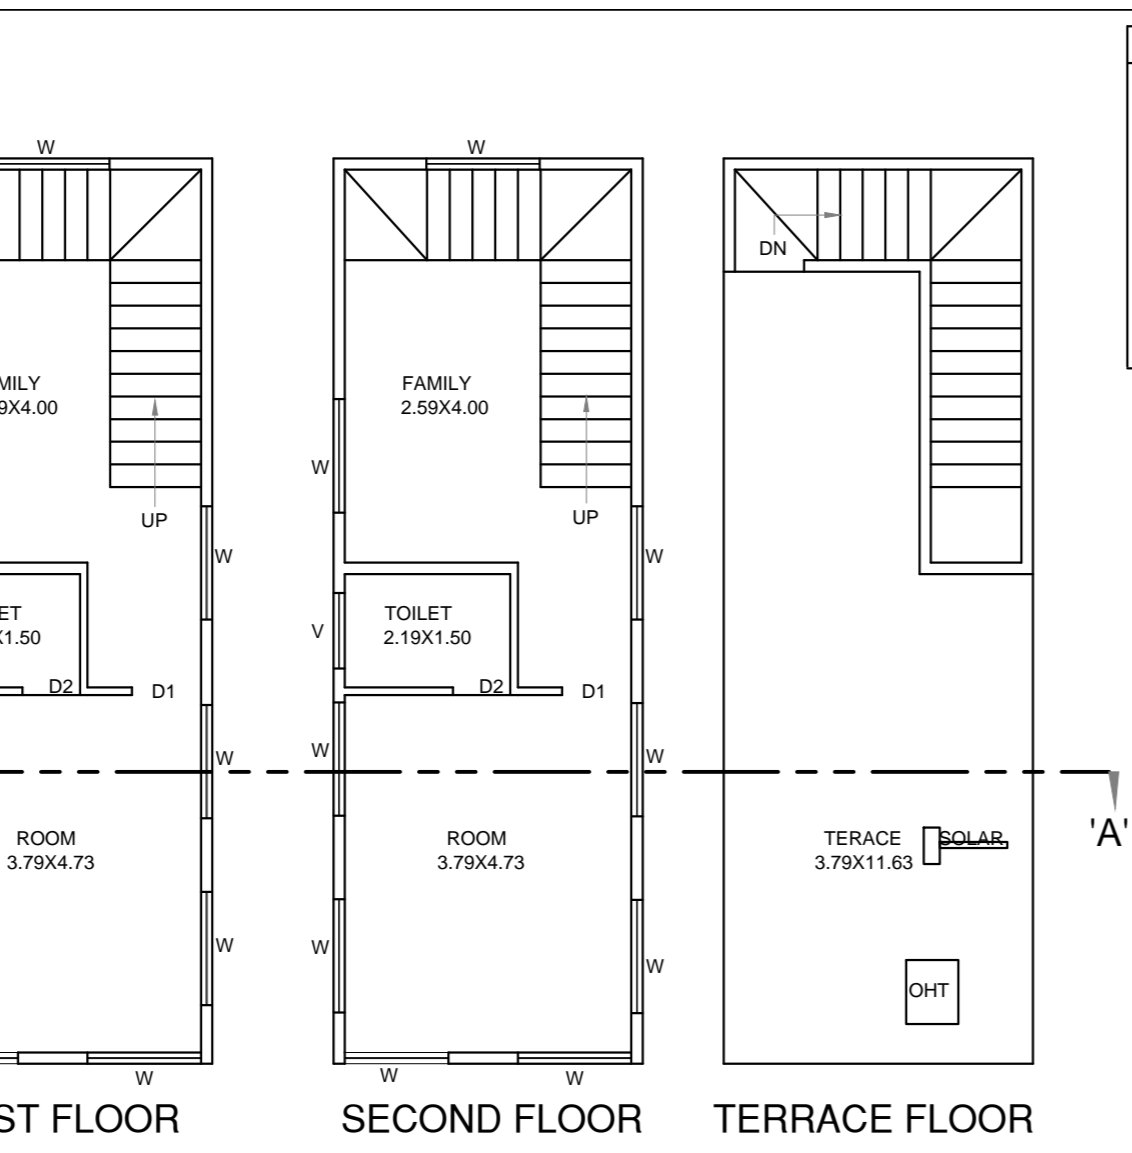 W
MILY
9X4.00
UP
W
ET
X1.50
D2
D1
W
ROOM
3.79X4.73
W
W
ST FLOOR
W
FAMILY
2.59X4.00
W
UP
W
TOILET
2.19X1.50
V
D2
D1
W
W
ROOM
3.79X4.73
W
W
W
W
SECOND FLOOR
DN
TERACE
3.79X11.63
SOLAR
OHT
'A'
TERRACE FLOOR